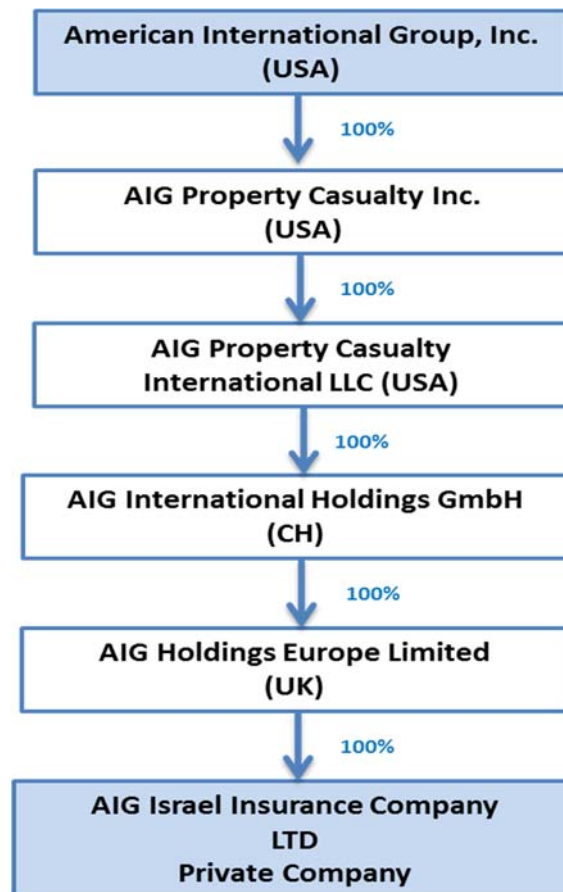 American International Group, Inc.
(USA)
100%
AIG Property Casualty Inc.
(USA)
100%
AIG Property Casualty
International LLC (USA)
100%
AIG International Holdings GmbH
(CH)
100%
AIG Holdings Europe Limited
(UK)
100%
AIG Israel Insurance Company
LTD
Private Company